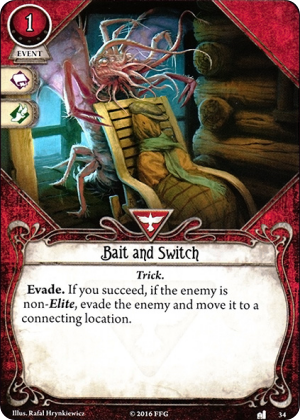 1
EVENT
Bait and Switch
Trick.
Evade. If you succeed, if the enemy is
non-Elite, evade the enemy and move it to a
connecting location.
Illus. Rafał Hrynkiewicz
© 2016 FFG
34